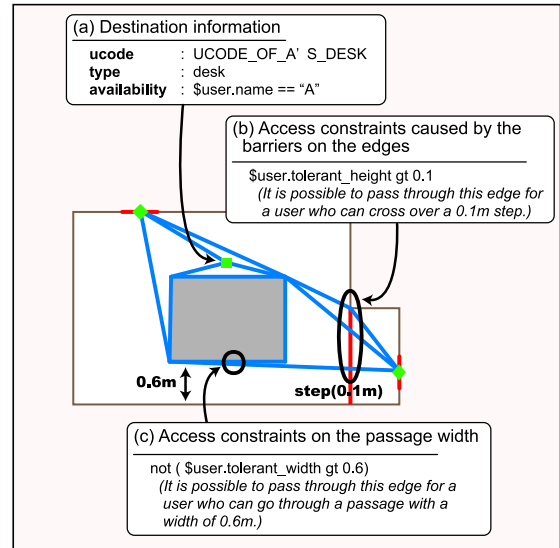 (a) Destination information
ucode : UCODE_OF_A' S_DESK
type : desk
availability : $user.name == “A”
(b) Access constraints caused by the
barriers on the edges
$user.tolerant_height gt 0.1
(It is possible to pass through this edge for
a user who can cross over a 0.1m step.)
0.6m
step(0.1m)
(c) Access constraints on the passage width
not ( $user.tolerant_width gt 0.6)
(It is possible to pass through this edge for a
user who can go through a passage with a
width of 0.6m.)